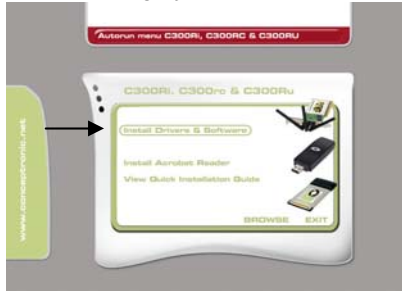 Autorun menu C300Ri, C300RC & C300RU
C300Ri, C300rc & C300Ru
www.conceptronic.net
Install Drivers & Software
Install Acrobat Reader
View Quick Installation Guide
BROWSE EXIT